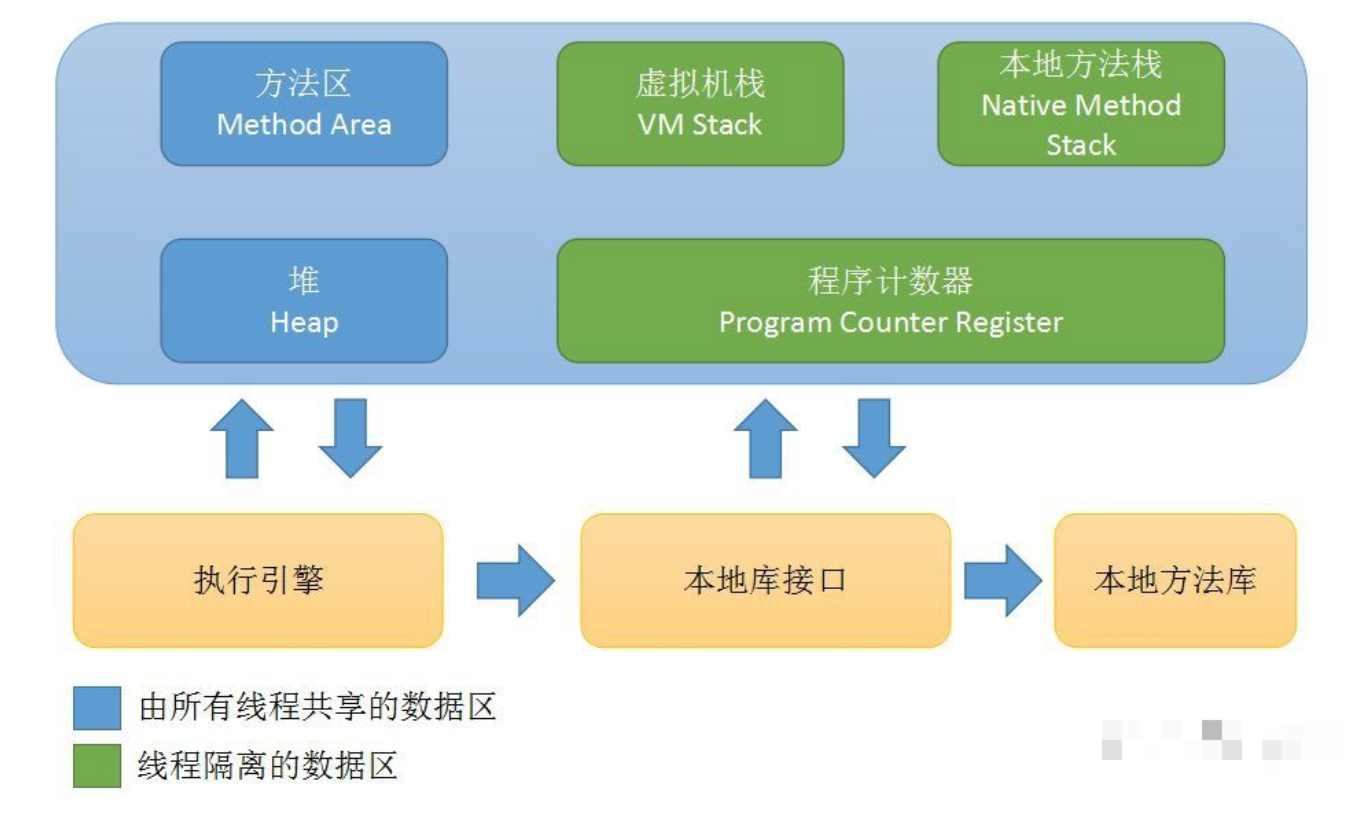 方法区
Method Area
虚拟机栈
VM Stack
本地方法栈
Native Method
Stack
堆
Heap
程序计数器
Program Counter Register
执行引擎
本地库接口
本地方法库
由所有线程共享的数据区
线程隔离的数据区